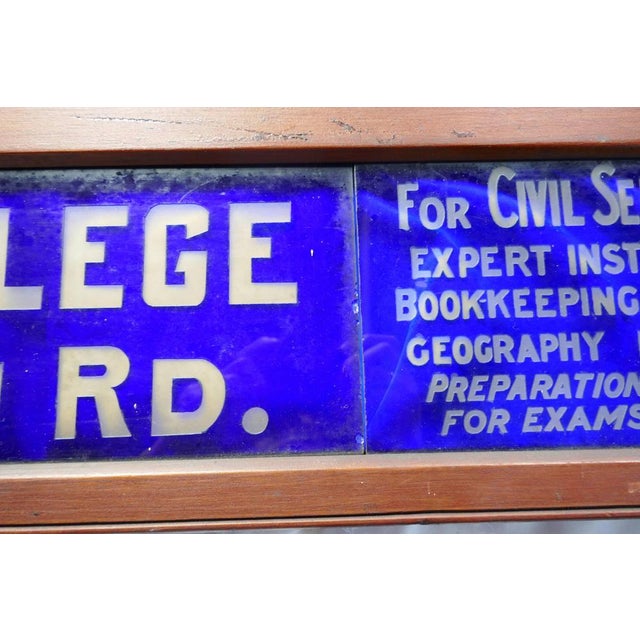 LEGE
RD.
FOR CIVIL SE
EXPERT INST
BOOK-KEEPING
GEOGRAPHY
PREPARATION
FOR EXAMS